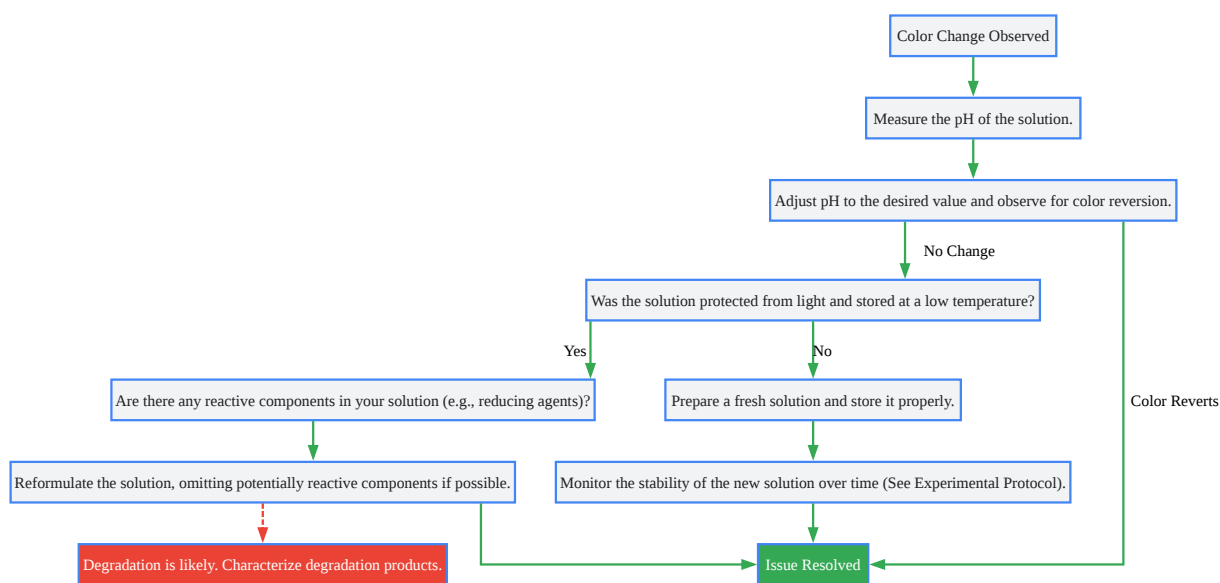 Color Change Observed
Measure the pH of the solution.
Adjust pH to the desired value and observe for color reversion.
No Change
Was the solution protected from light and stored at a low temperature?
Yes
No
Are there any reactive components in your solution (e.g., reducing agents)?
Prepare a fresh solution and store it properly.
Color Reverts
Reformulate the solution, omitting potentially reactive components if possible.
Monitor the stability of the new solution over time (See Experimental Protocol).
Degradation is likely. Characterize degradation products.
Issue Resolved